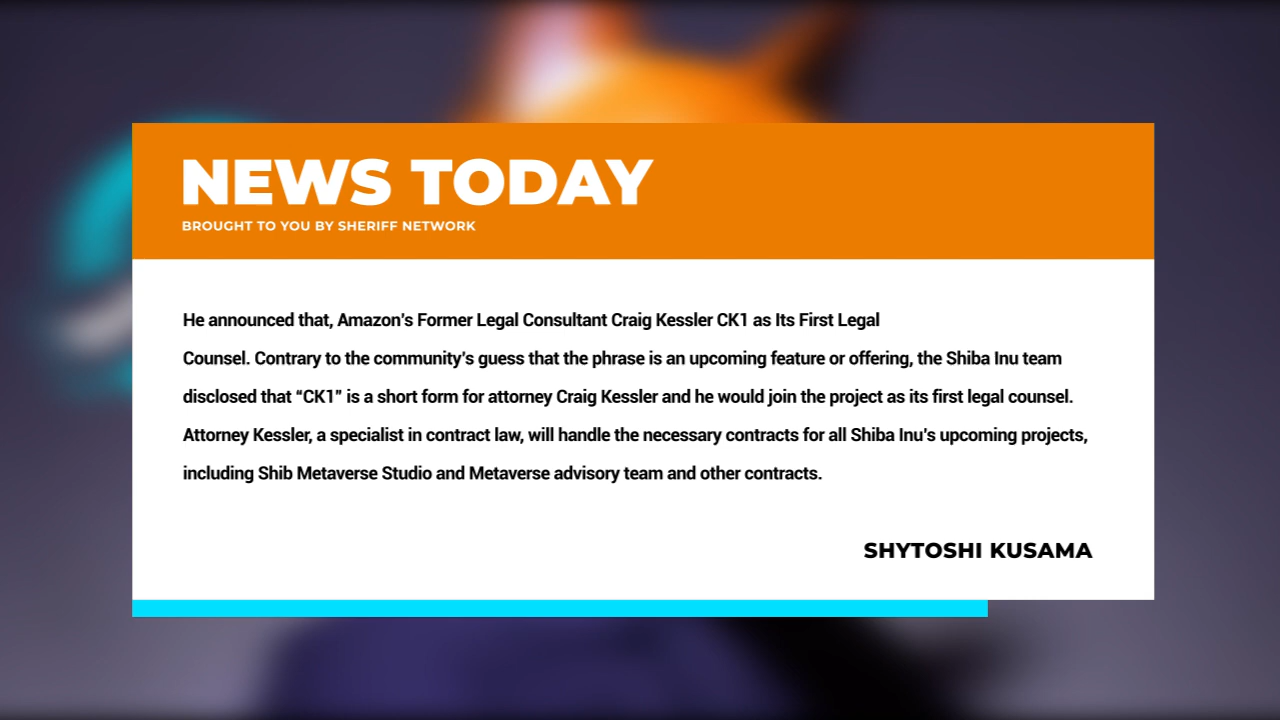 NEWS TODAY
BROUGHT TO YOU BY SHERIFF NETWORK
He announced that, Amazon's Former Legal Consultant Craig Kessler CK1 as Its First Legal
Counsel. Contrary to the community's guess that the phrase is an upcoming feature or offering, the Shiba Inu team
disclosed that “CK1” is a short form for attorney Craig Kessler and he would join the project as its first legal counsel.
Attorney Kessler, a specialist in contract law, will handle the necessary contracts for all Shiba Inu's upcoming projects,
including Shib Metaverse Studio and Metaverse advisory team and other contracts.
SHYTOSHI KUSAMA